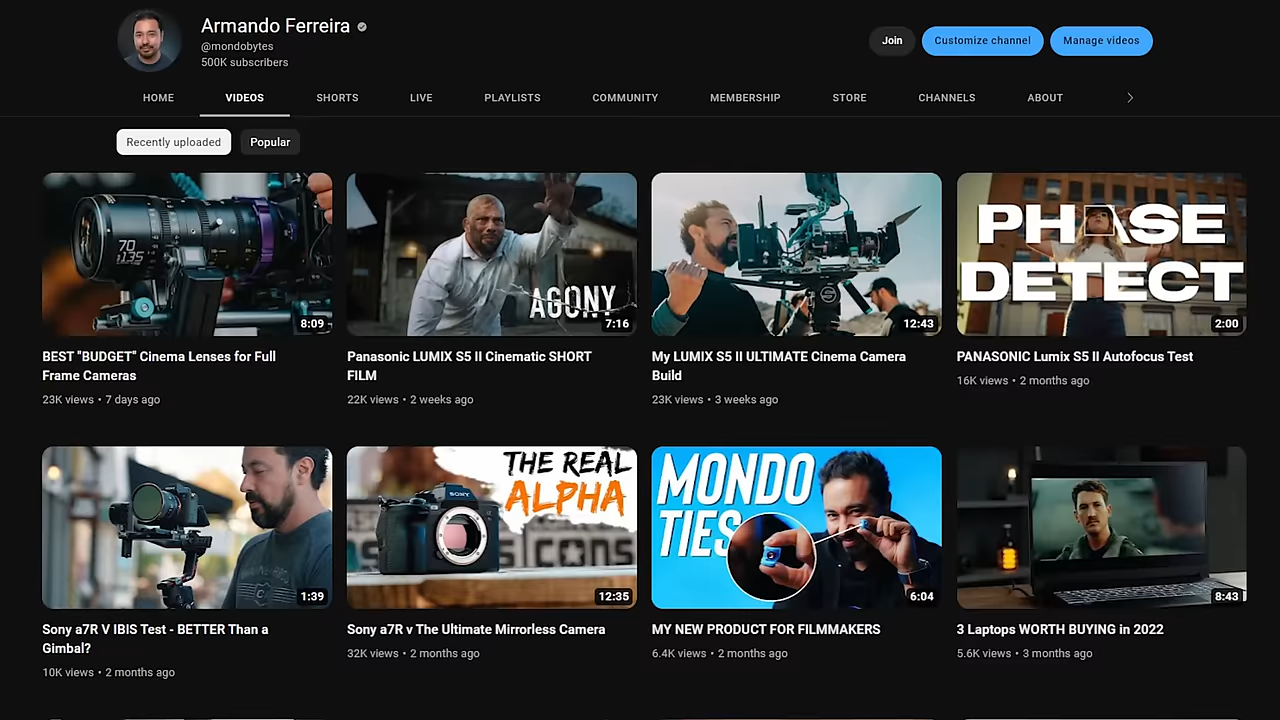 Armando Ferreira
@mondobytes
500K subscribers
Join
Customize channel
Manage videos
HOME
VIDEOS
SHORTS
LIVE
PLAYLISTS
COMMUNITY
MEMBERSHIP
STORE
CHANNELS
ABOUT
Recently uploaded
Popular
70
T1.35
8:09
AGONY
7:16
12:43
PHASE
DETECT
2:00
BEST "BUDGET" Cinema Lenses for Full
Frame Cameras
23K views • 7 days ago
Panasonic LUMIX S5 II Cinematic SHORT
FILM
22K views • 2 weeks ago
My LUMIX S5 II ULTIMATE Cinema Camera
Build
23K views • 3 weeks ago
PANASONIC Lumix S5 II Autofocus Test
16K views • 2 months ago
1:39
THE REAL
ALPHA
SONY
ICONS
12:35
MONDO
TIES
6:04
8:43
Sony a7R V IBIS Test - BETTER Than a
Gimbal?
10K views • 2 months ago
Sony a7R v The Ultimate Mirrorless Camera
32K views • 2 months ago
MY NEW PRODUCT FOR FILMMAKERS
6.4K views • 2 months ago
3 Laptops WORTH BUYING in 2022
5.6K views • 3 months ago